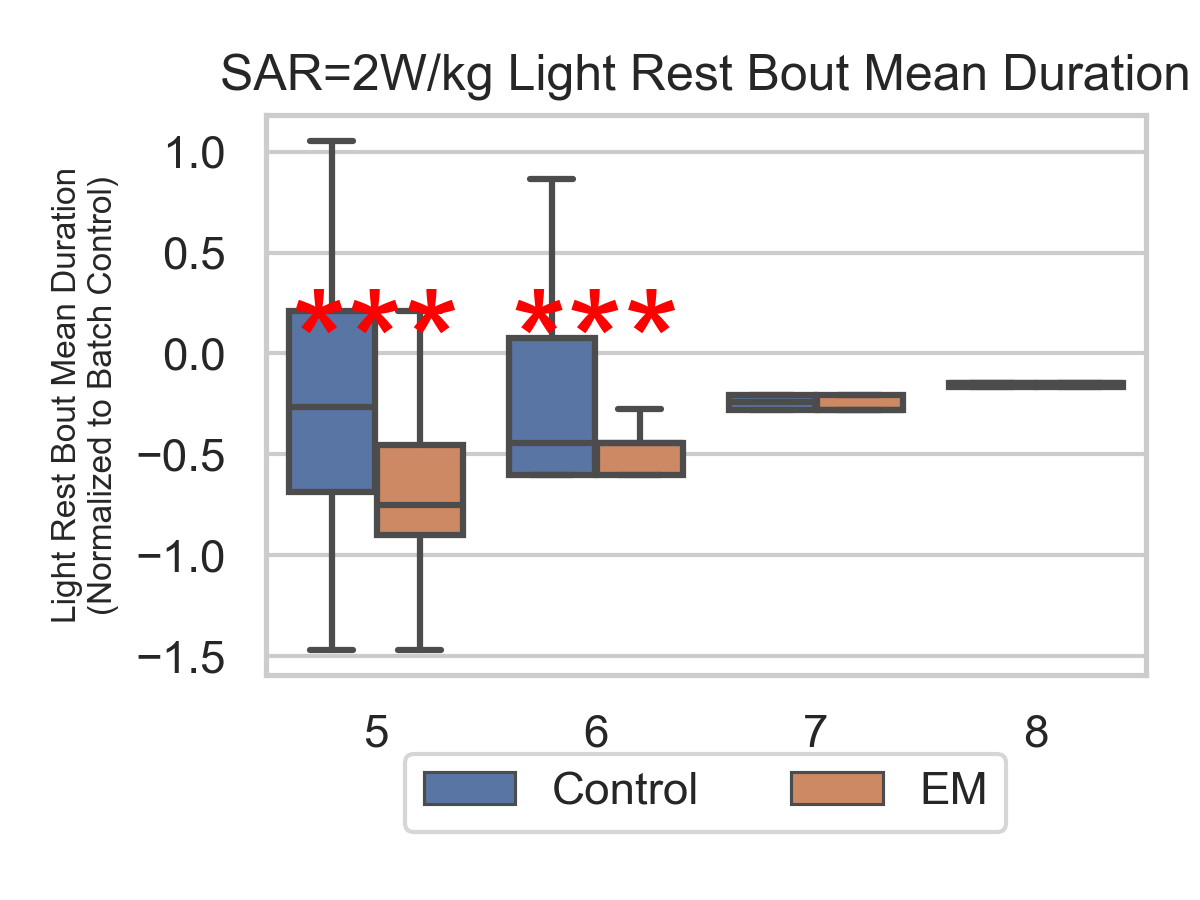 SAR=2W/kg Light Rest Bout Mean Duration
Light Rest Bout Mean Duration
(Normalized to Batch Control)
1.0
0.5
0.0
−0.5
−1.0
−1.5
***
***
5 6 7 8
Control EM